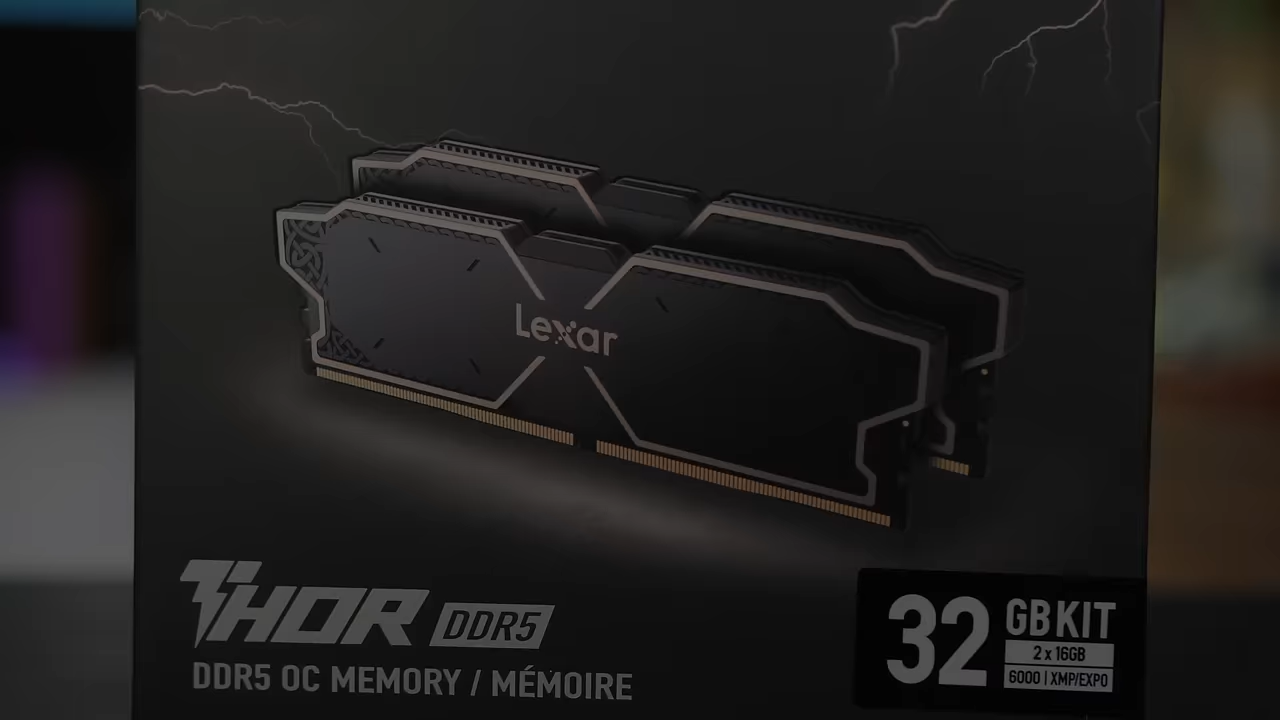 Lexar
THOR DDR5
DDR5 OC MEMORY / MÉMOIRE
32 GB KIT
2 x 16GB
6000 | XMP/EXPO